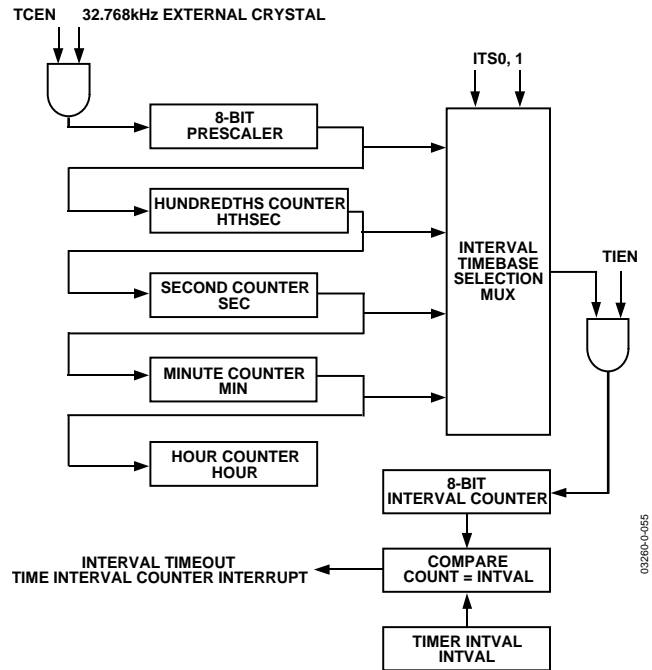 TCEN 32.768kHz EXTERNAL CRYSTAL
ITS0, 1
8-BIT
PRESCALER
HUNDREDTHS COUNTER
HTHSEC
INTERVAL
TIMEBASE
SELECTION
MUX
TIEN
SECOND COUNTER
SEC
MINUTE COUNTER
MIN
HOUR COUNTER
HOUR
8-BIT
INTERVAL COUNTER
INTERVAL TIMEOUT
TIME INTERVAL COUNTER INTERRUPT
COMPARE
COUNT = INTVAL
TIMER INTVAL
INTVAL
03260-0-055